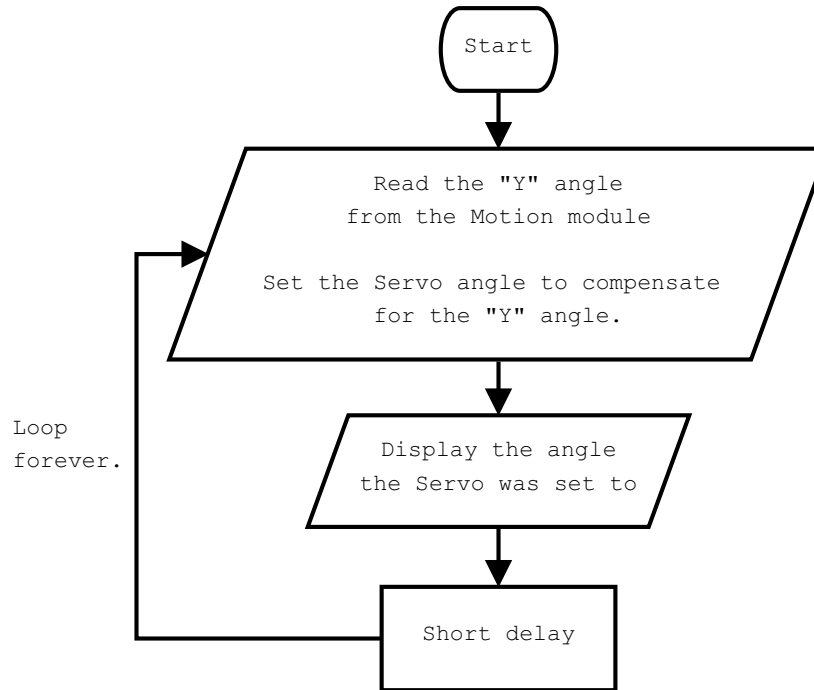 Start
Read the "Y" angle
from the Motion module
Set the Servo angle to compensate
for the "Y" angle.
Loop
forever.
Display the angle
the Servo was set to
Short delay